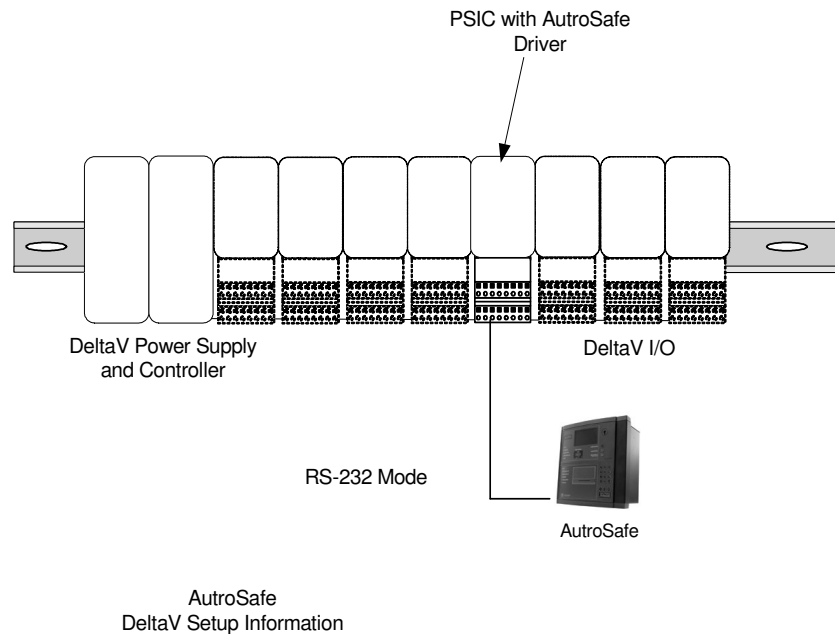 PSIC with AutroSafe
Driver
DeltaV Power Supply
and Controller
DeltaV I/O
RS-232 Mode
AutroSafe
AutroSafe
DeltaV Setup Information